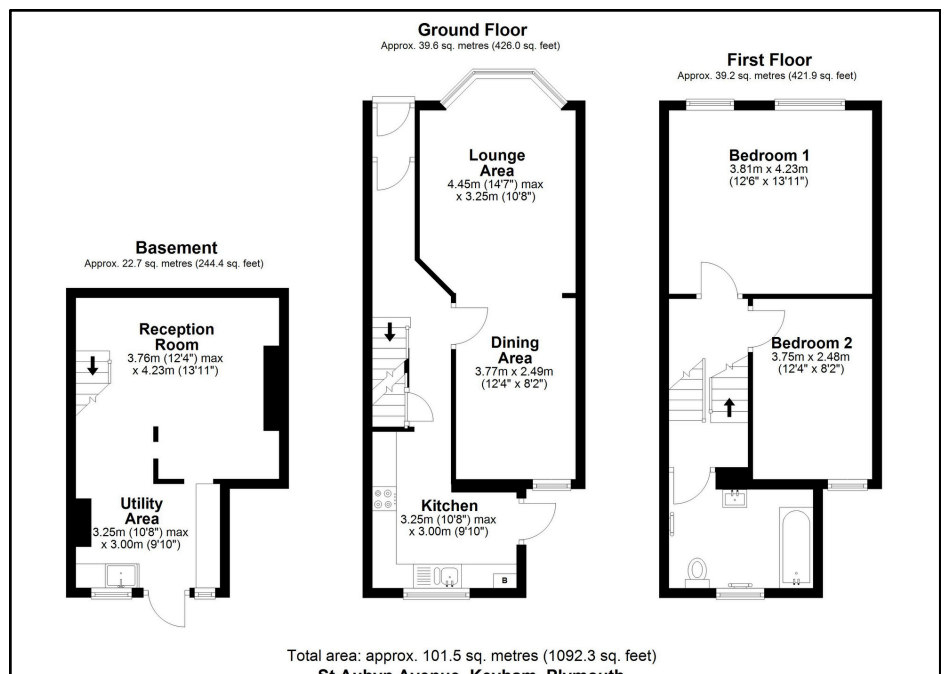 Ground Floor
Approx. 39.6 sq. metres (426.0 sq. feet)
First Floor
Approx. 39.2 sq. metres (421.9 sq. feet)
Lounge
Area
4.45m (14'7") max
x 3.25m (10'8")
Bedroom 1
3.81m x 4.23m
(12'6" x 13'11")
Basement
Approx. 22.7 sq. metres (244.4 sq. feet)
Reception
Room
3.76m (12'4") max
x 4.23m (13'11")
Dining
Area
3.77m x 2.49m
(12'4" x 8'2")
Bedroom 2
3.75m x 2.48m
(12'4" x 8'2")
Utility
Area
3.25m (10'8") max
x 3.00m (9'10")
Kitchen
3.25m (10'8") max
x 3.00m (9'10")
B
Total area: approx. 101.5 sq. metres (1092.3 sq. feet)
St Aubyn Avenue, Keyham, Plymouth